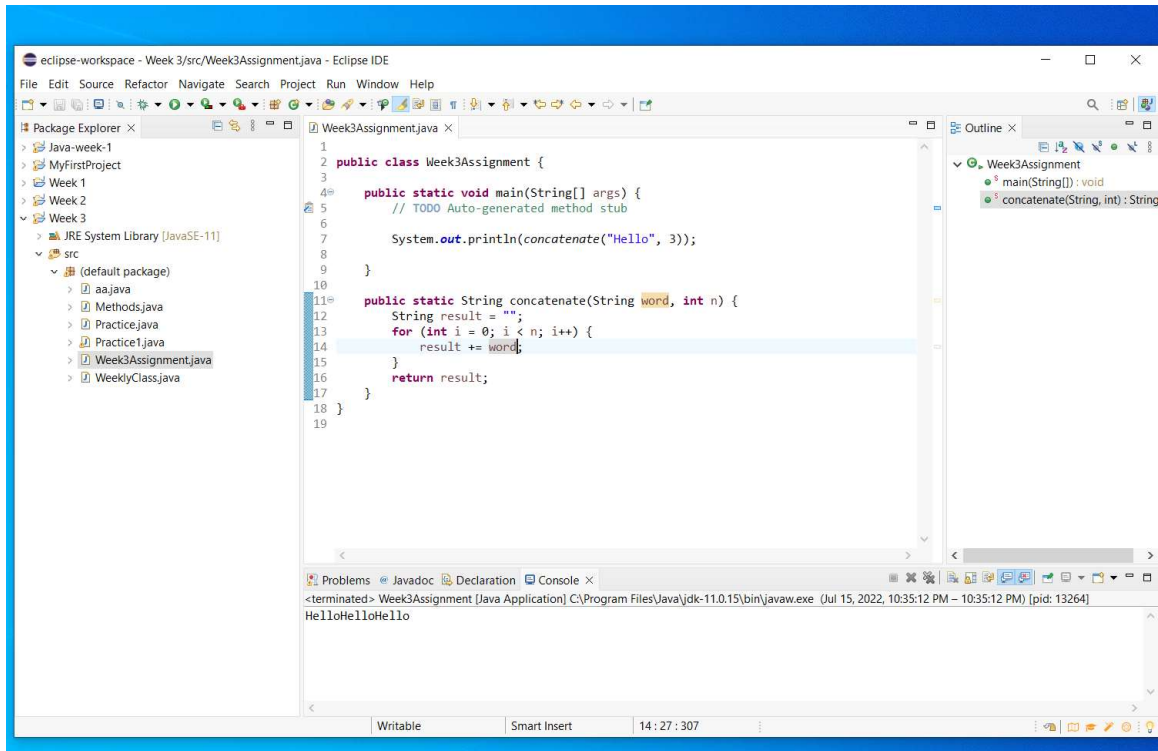 eclipse-workspace - Week 3/src/Week3Assignment.java - Eclipse IDE
File Edit Source Refactor Navigate Search Project Run Window Help
Package Explorer
Java-week-1
MyFirstProject
Week 1
Week 2
Week 3
JRE System Library [JavaSE-11]
src
(default package)
aa.java
Methods.java
Practice.java
Practice1.java
Week3Assignment.java
WeeklyClass.java
Week3Assignment.java
1
2 public class Week3Assignment {
3
4 public static void main(String[] args) {
5 // TODO Auto-generated method stub
6
7 System.out.println(concatenate("Hello", 3));
8
9 }
10
11 public static String concatenate(String word, int n) {
12 String result = "";
13 for (int i = 0; i < n; i++) {
14 result += word;
15 }
16 return result;
17 }
18 }
19
Outline
Week3Assignment
main(String[]) : void
concatenate(String, int) : String
Problems Javadoc Declaration Console
<terminated> Week3Assignment [Java Application] C:\Program Files\Java\jdk-11.0.15\bin\javaw.exe (Jul 15, 2022, 10:35:12 PM – 10:35:12 PM) [pid: 13264]
HelloHelloHello
Writable Smart Insert 14 : 27 : 307